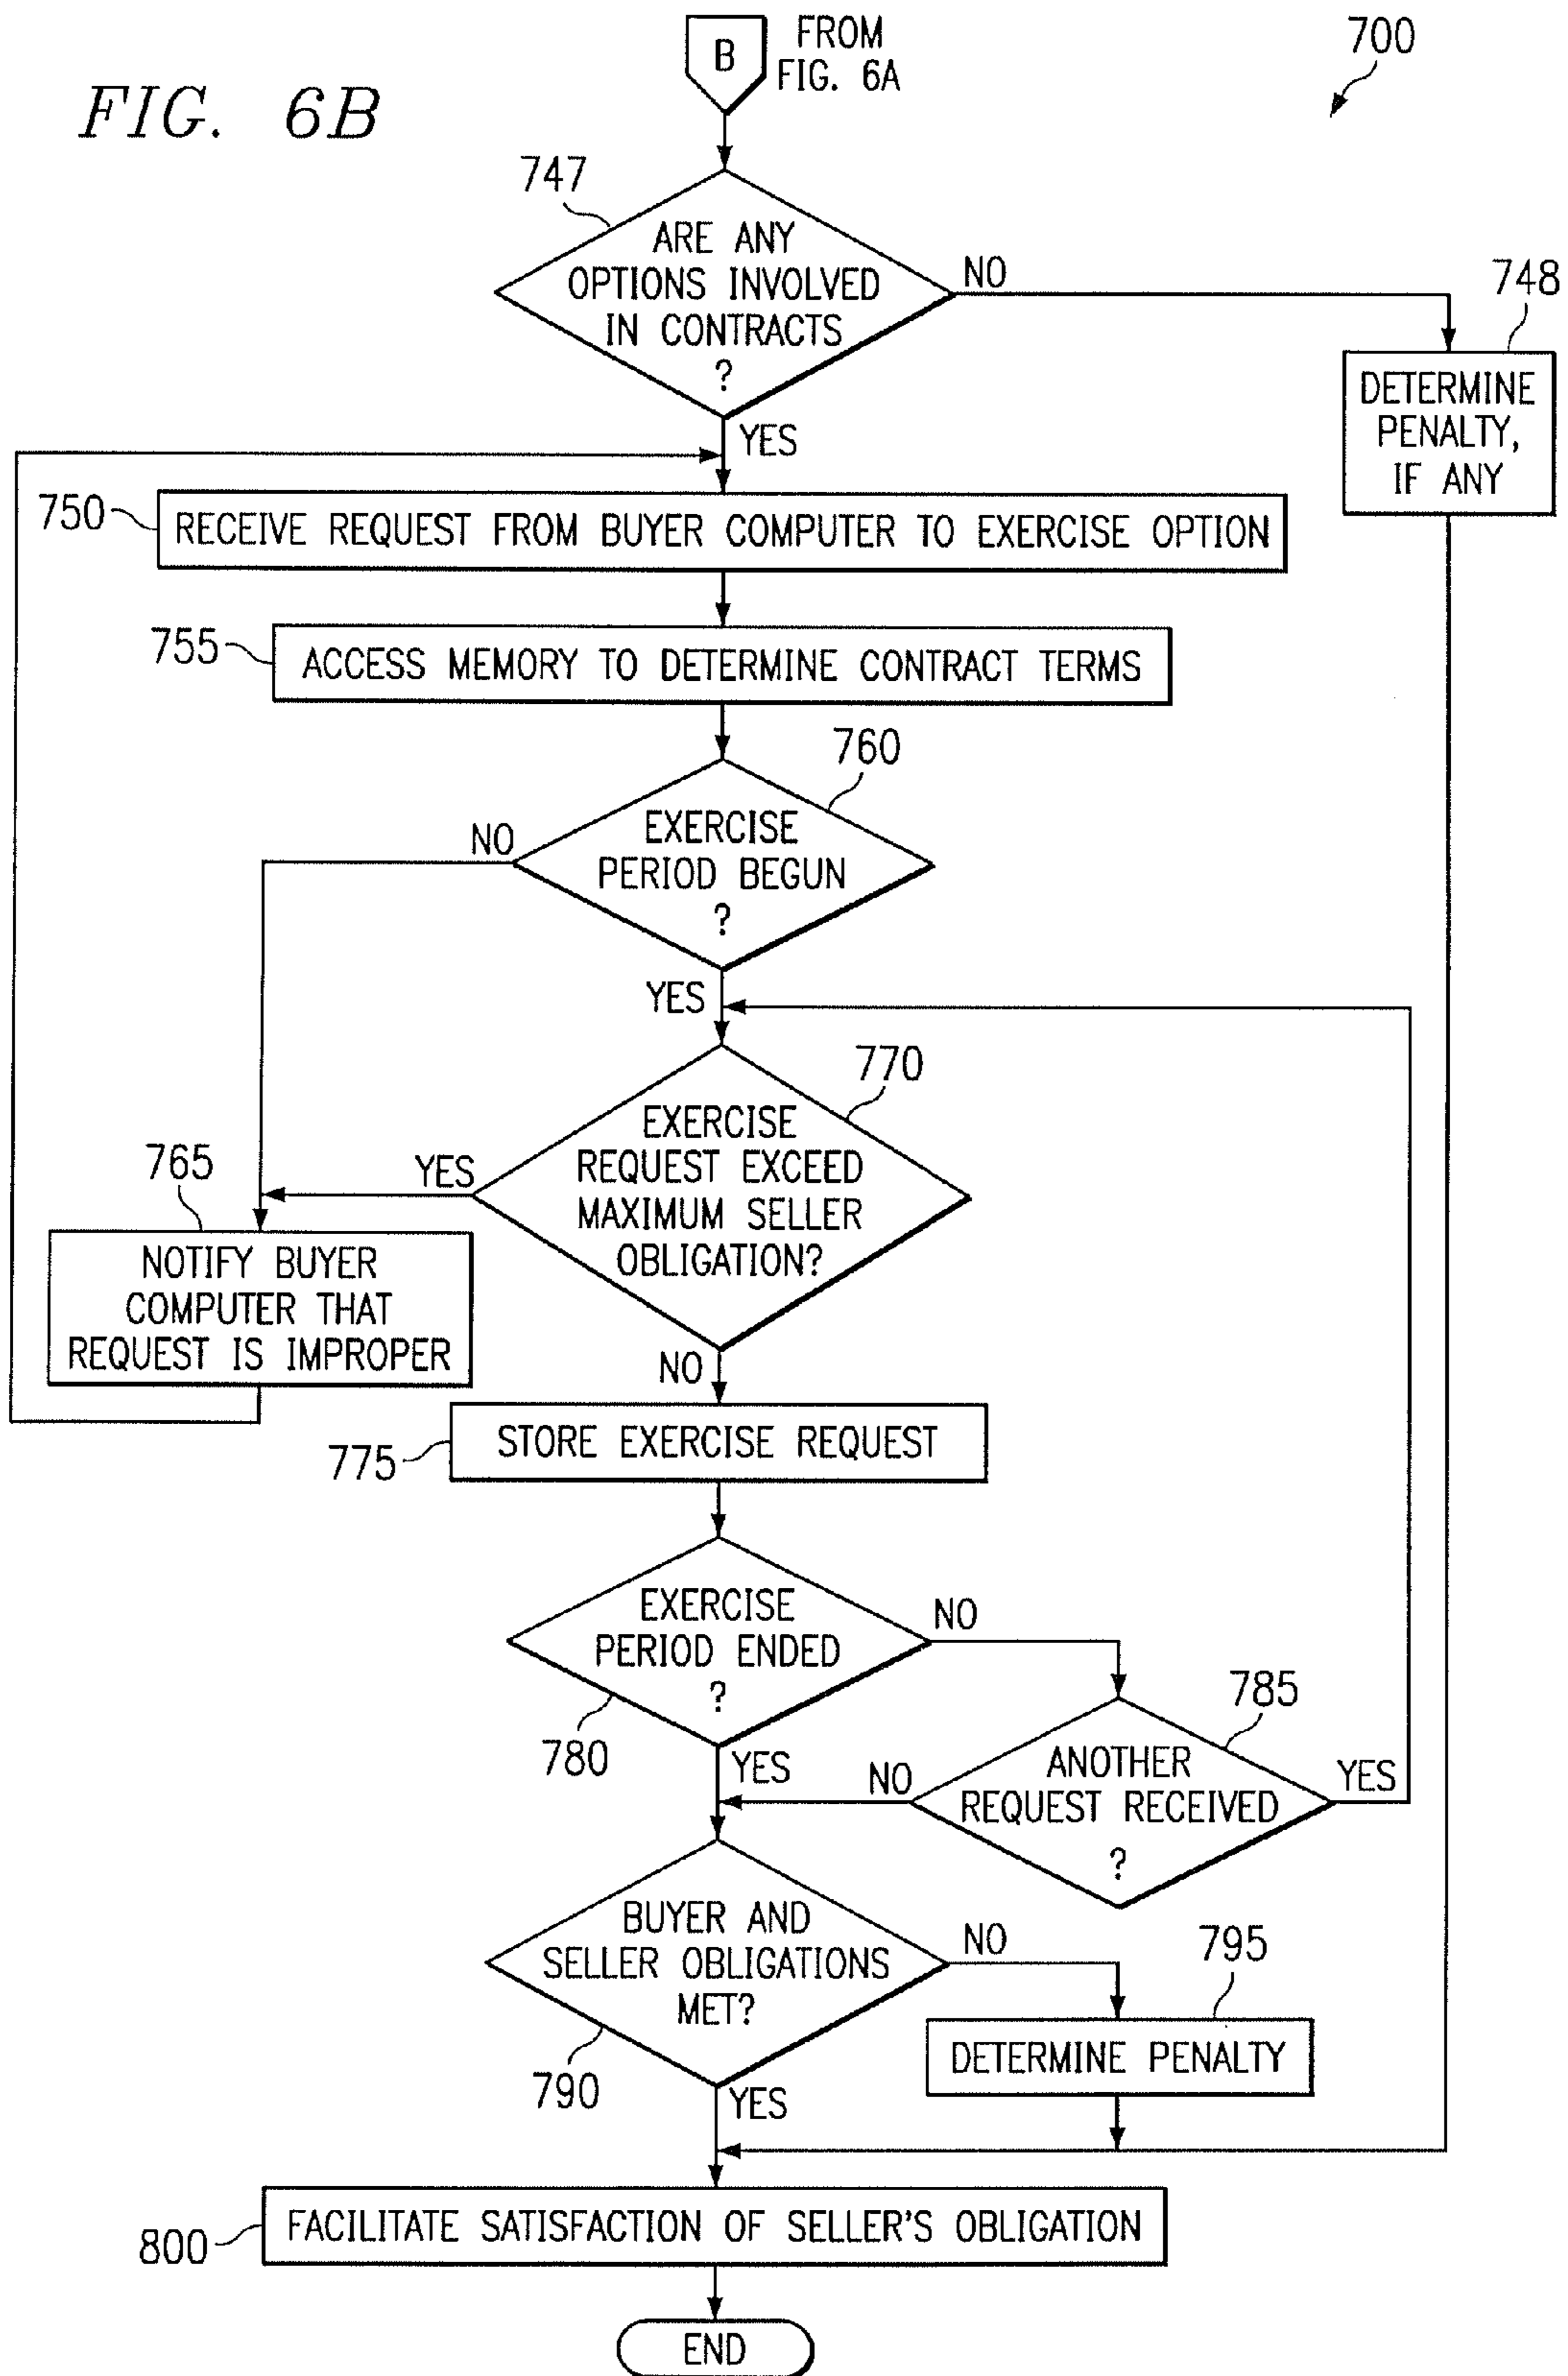 FIG. 6B
B
FROM
FIG. 6A
700
747
ARE ANY
OPTIONS INVOLVED
IN CONTRACTS
?
NO
748
DETERMINE
PENALTY,
IF ANY
YES
750
RECEIVE REQUEST FROM BUYER COMPUTER TO EXERCISE OPTION
755
ACCESS MEMORY TO DETERMINE CONTRACT TERMS
760
EXERCISE
PERIOD BEGUN
?
NO
YES
770
EXERCISE
REQUEST EXCEED
MAXIMUM SELLER
OBLIGATION?
YES
765
NOTIFY BUYER
COMPUTER THAT
REQUEST IS IMPROPER
NO
775
STORE EXERCISE REQUEST
EXERCISE
PERIOD ENDED
?
NO
780
YES
785
ANOTHER
REQUEST RECEIVED
?
NO
YES
BUYER AND
SELLER OBLIGATIONS
MET?
NO
790
YES
795
DETERMINE PENALTY
800
FACILITATE SATISFACTION OF SELLER'S OBLIGATION
END